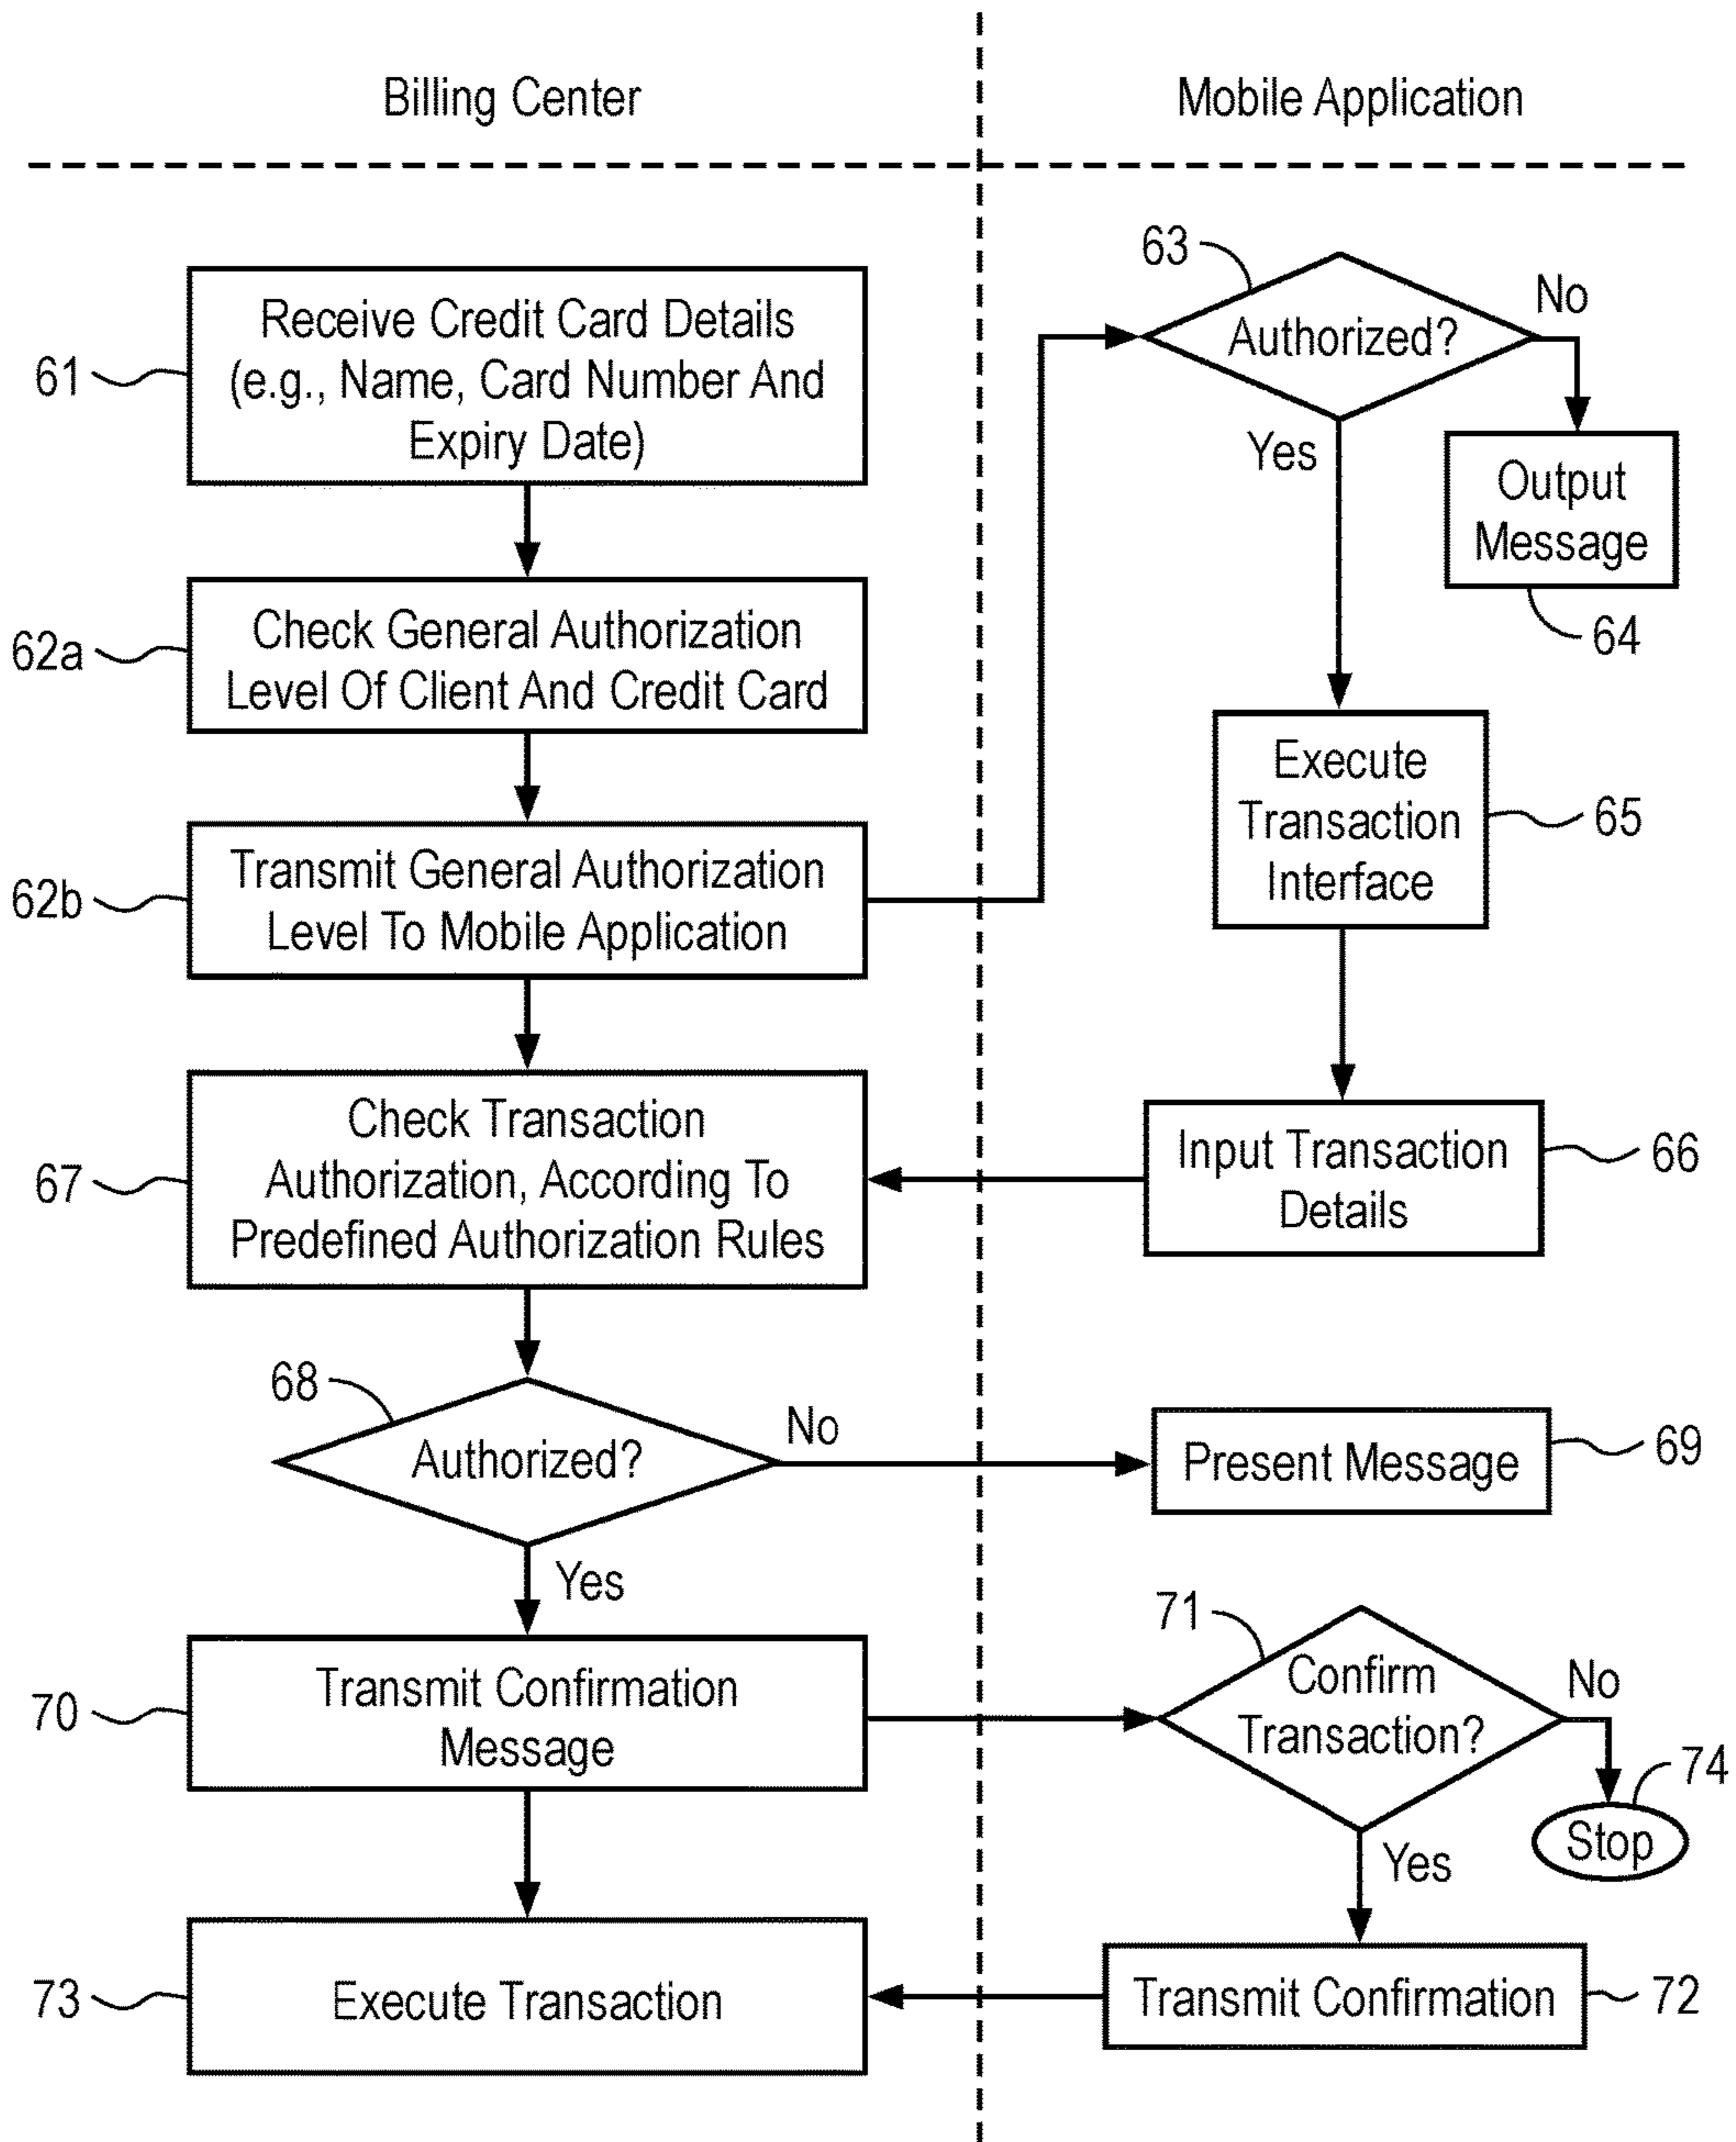 Billing Center
Mobile Application
61
Receive Credit Card Details
(e.g., Name, Card Number And
Expiry Date)
62a
Check General Authorization
Level Of Client And Credit Card
62b
Transmit General Authorization
Level To Mobile Application
63
Authorized?
No
Yes
Output
Message
64
Execute
Transaction
Interface
65
Input Transaction
Details
66
67
Check Transaction
Authorization, According To
Predefined Authorization Rules
68
Authorized?
No
Yes
Present Message
69
70
Transmit Confirmation
Message
71
Confirm
Transaction?
No
74
Stop
Yes
Transmit Confirmation
72
73
Execute Transaction